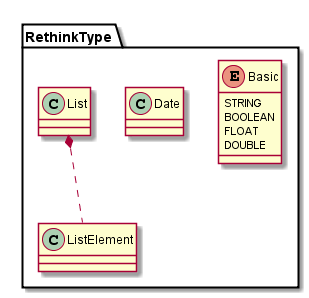 RethinkType
C List
C Date
E Basic
STRING
BOOLEAN
FLOAT
DOUBLE
C ListElement